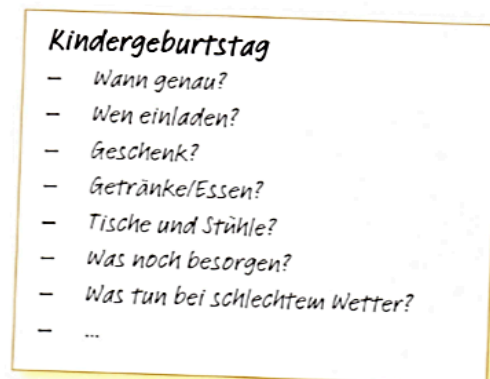 Kindergeburtstag
– Wann genau?
– Wen einladen?
– Geschenk?
– Getränke/Essen?
– Tische und Stühle?
– Was noch besorgen?
– Was tun bei schlechtem Wetter?
– ...